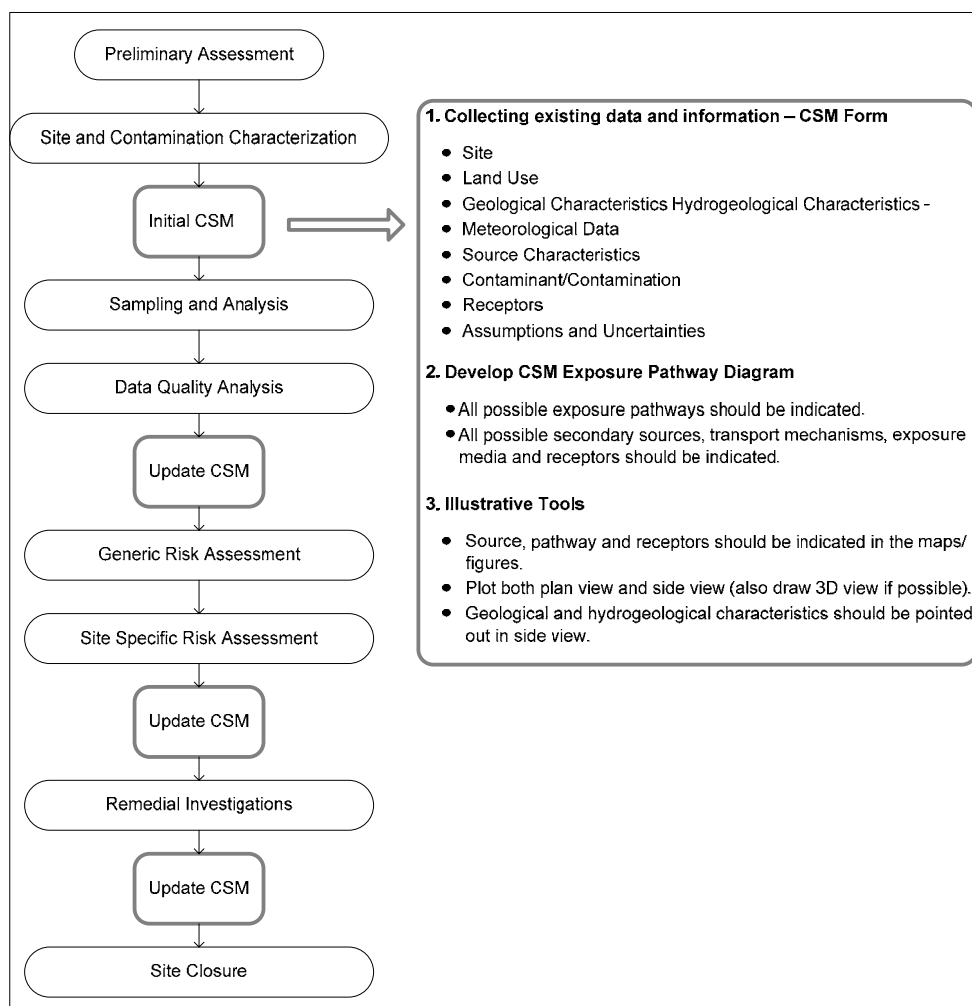 Preliminary Assessment
Site and Contamination Characterization
Initial CSM
Sampling and Analysis
Data Quality Analysis
Update CSM
Generic Risk Assessment
Site Specific Risk Assessment
Update CSM
Remedial Investigations
Update CSM
Site Closure
1. Collecting existing data and information – CSM Form
● Site
● Land Use
● Geological Characteristics Hydrogeological Characteristics -
● Meteorological Data
● Source Characteristics
● Contaminant/Contamination
● Receptors
● Assumptions and Uncertainties
2. Develop CSM Exposure Pathway Diagram
● All possible exposure pathways should be indicated.
● All possible secondary sources, transport mechanisms, exposure
media and receptors should be indicated.
3. Illustrative Tools
● Source, pathway and receptors should be indicated in the maps/
figures.
● Plot both plan view and side view (also draw 3D view if possible).
● Geological and hydrogeological characteristics should be pointed
out in side view.